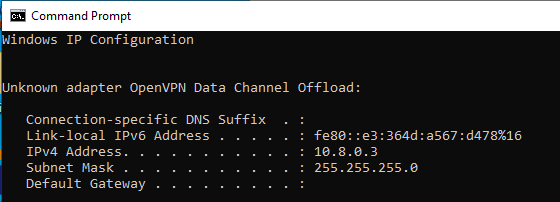 Command Prompt
Windows IP Configuration
Unknown adapter OpenVPN Data Channel Offload:
Connection-specific DNS Suffix  . :
Link-local IPv6 Address . . . . . : fe80::e3:364d:a567:d478%16
IPv4 Address. . . . . . . . . . . : 10.8.0.3
Subnet Mask . . . . . . . . . . . : 255.255.255.0
Default Gateway . . . . . . . . . :